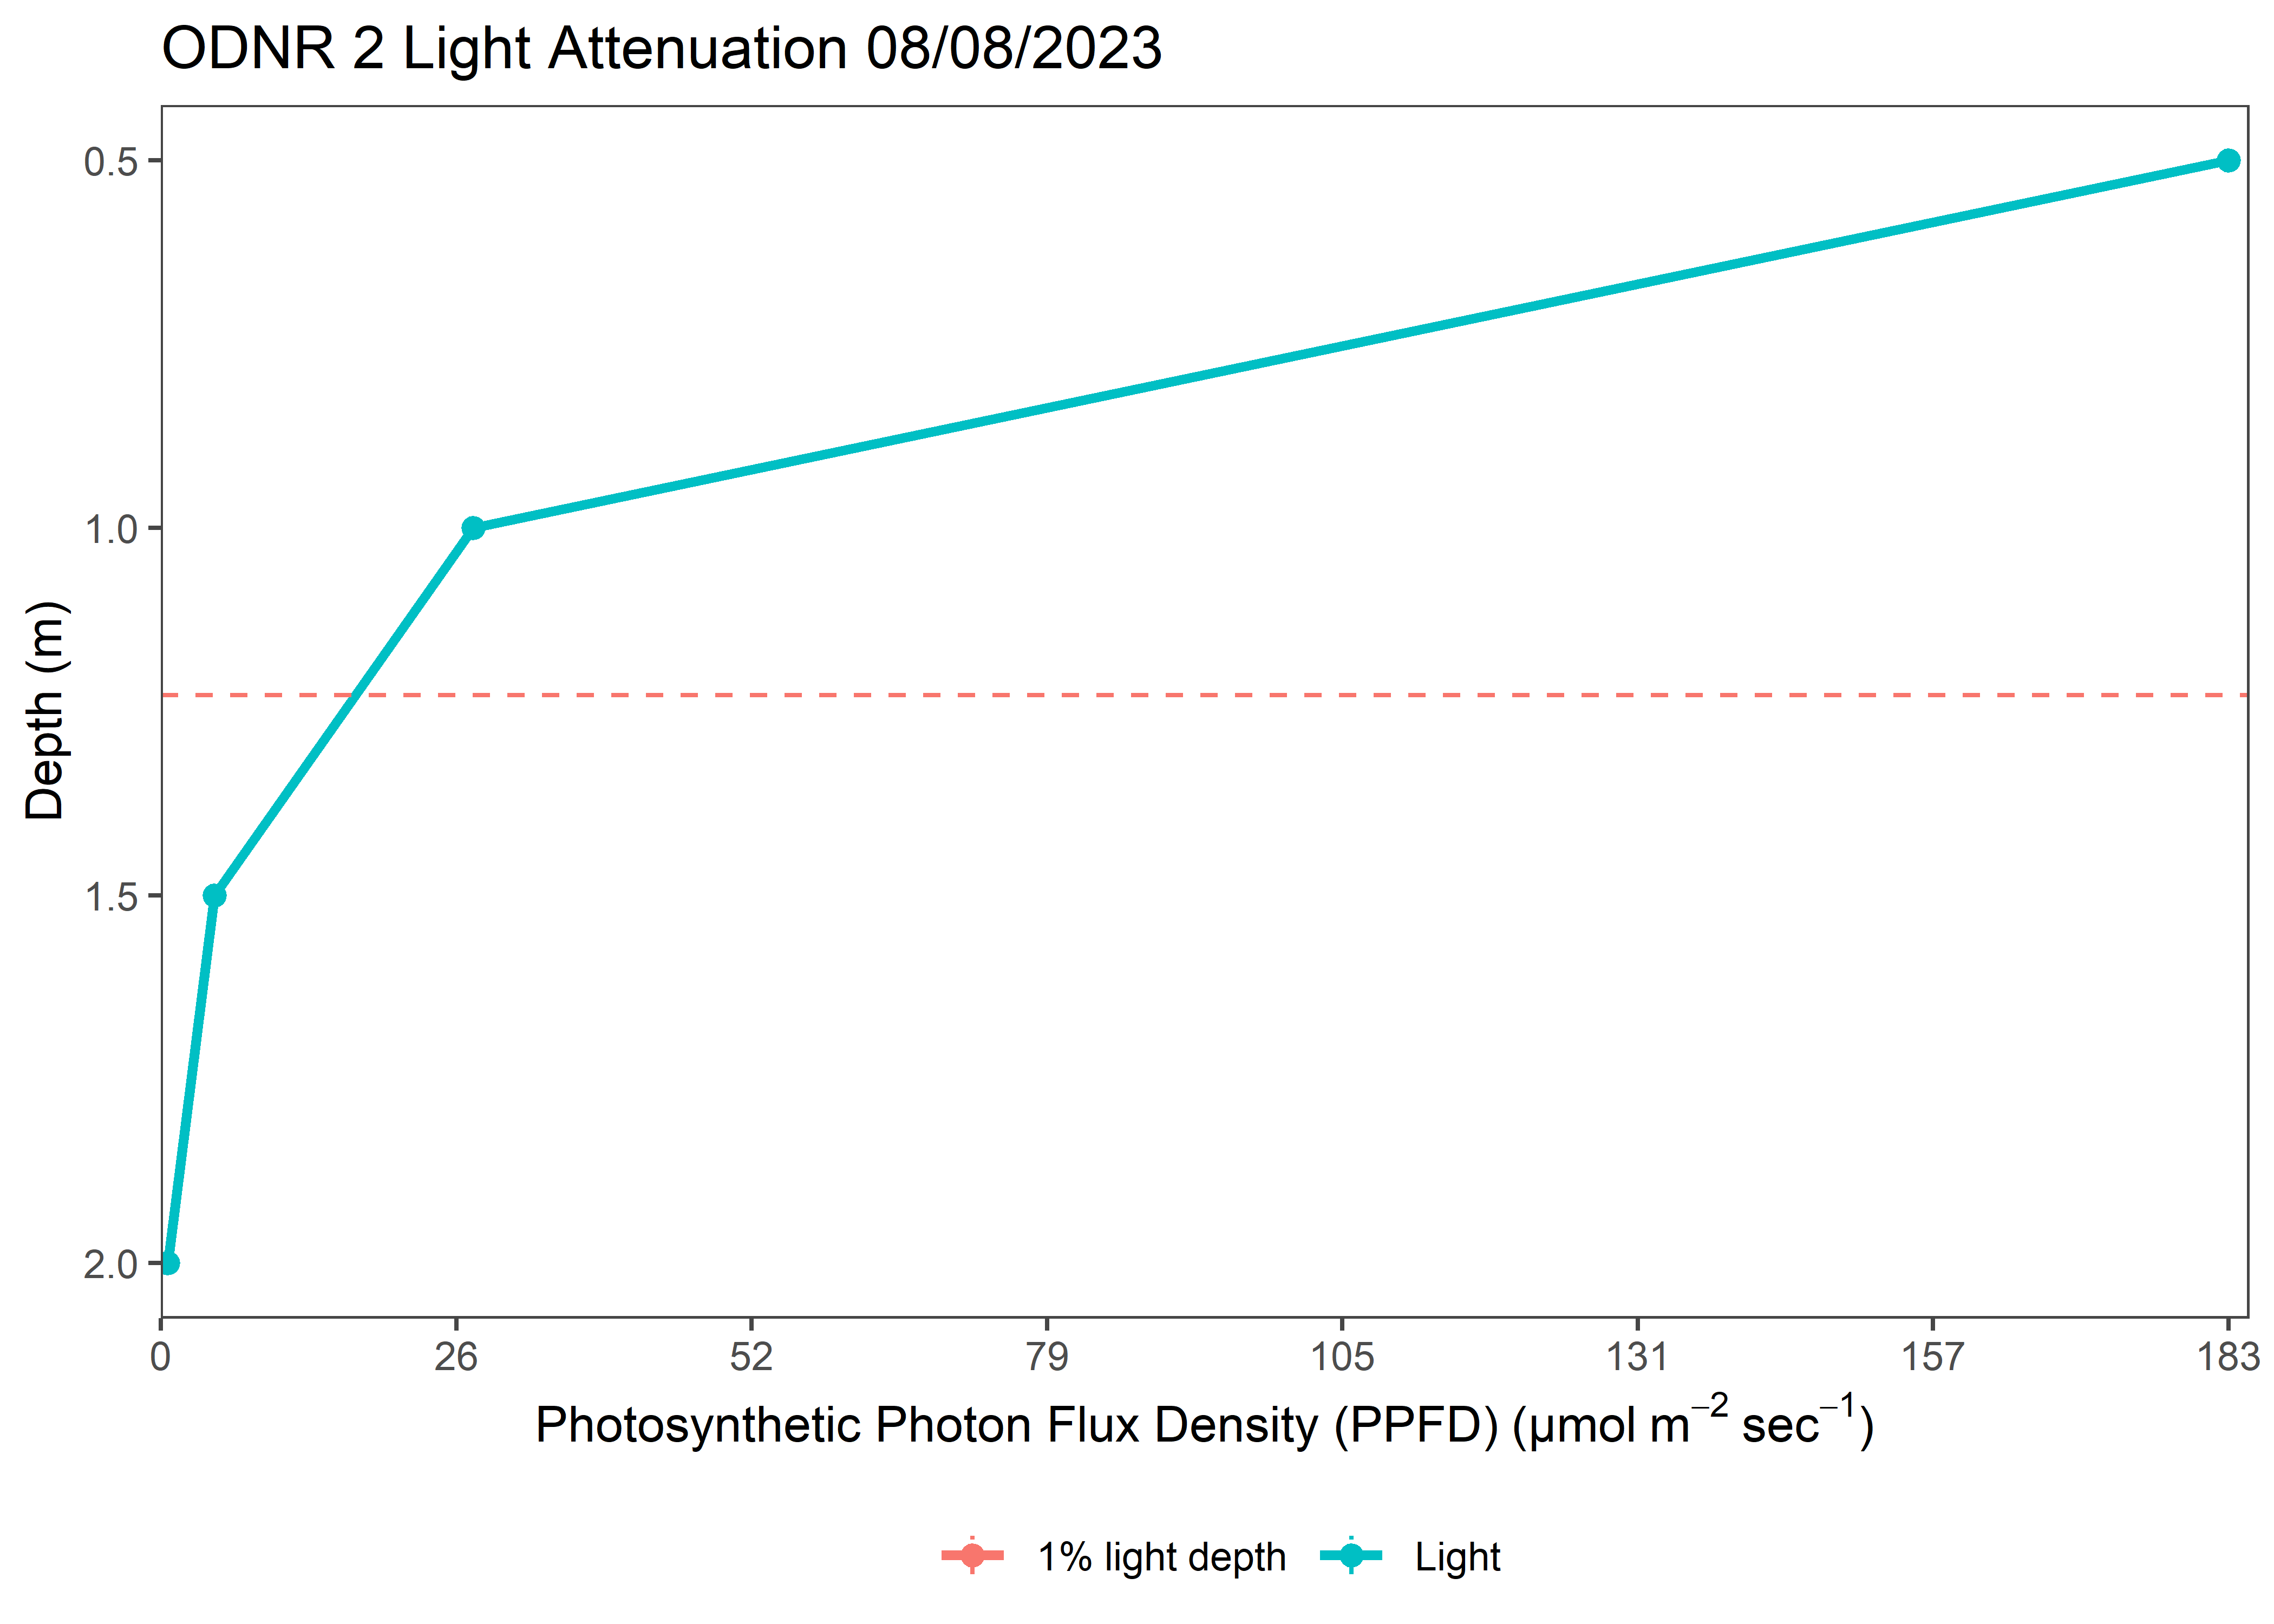 ODNR 2 Light Attenuation 08/08/2023
0.5
1.0
1.5
2.0
Depth (m)
0 26 52 79 105 131 157 183
Photosynthetic Photon Flux Density (PPFD) (μmol m⁻² sec⁻¹)
1% light depth Light